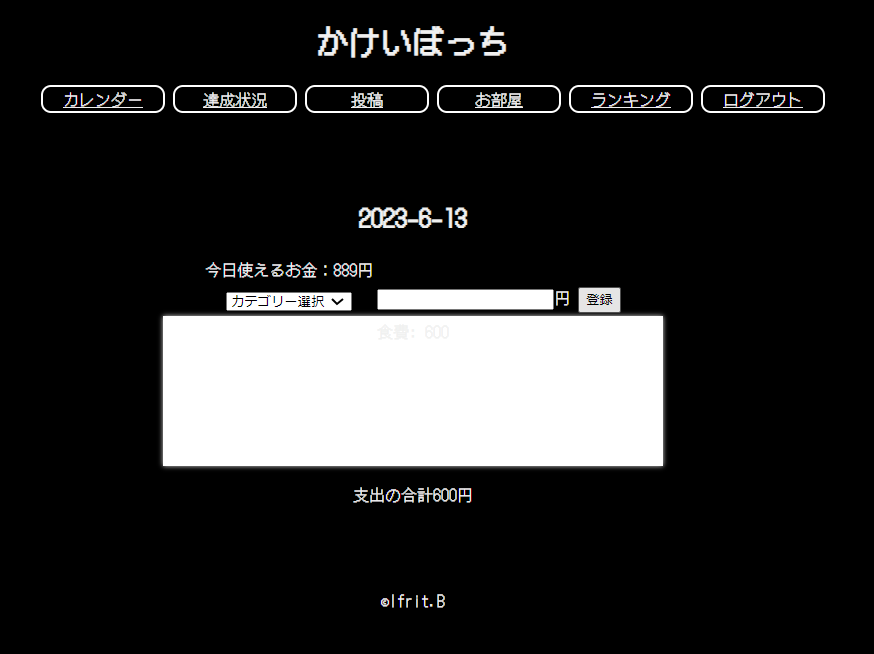 かけいぼっち
カレンダー 達成状況 投稿 お部屋 ランキング ログアウト
2023-6-13
今日使えるお金：889円
カテゴリー選択 円 登録
食費: 600
支出の合計600円
©Ifrit.B